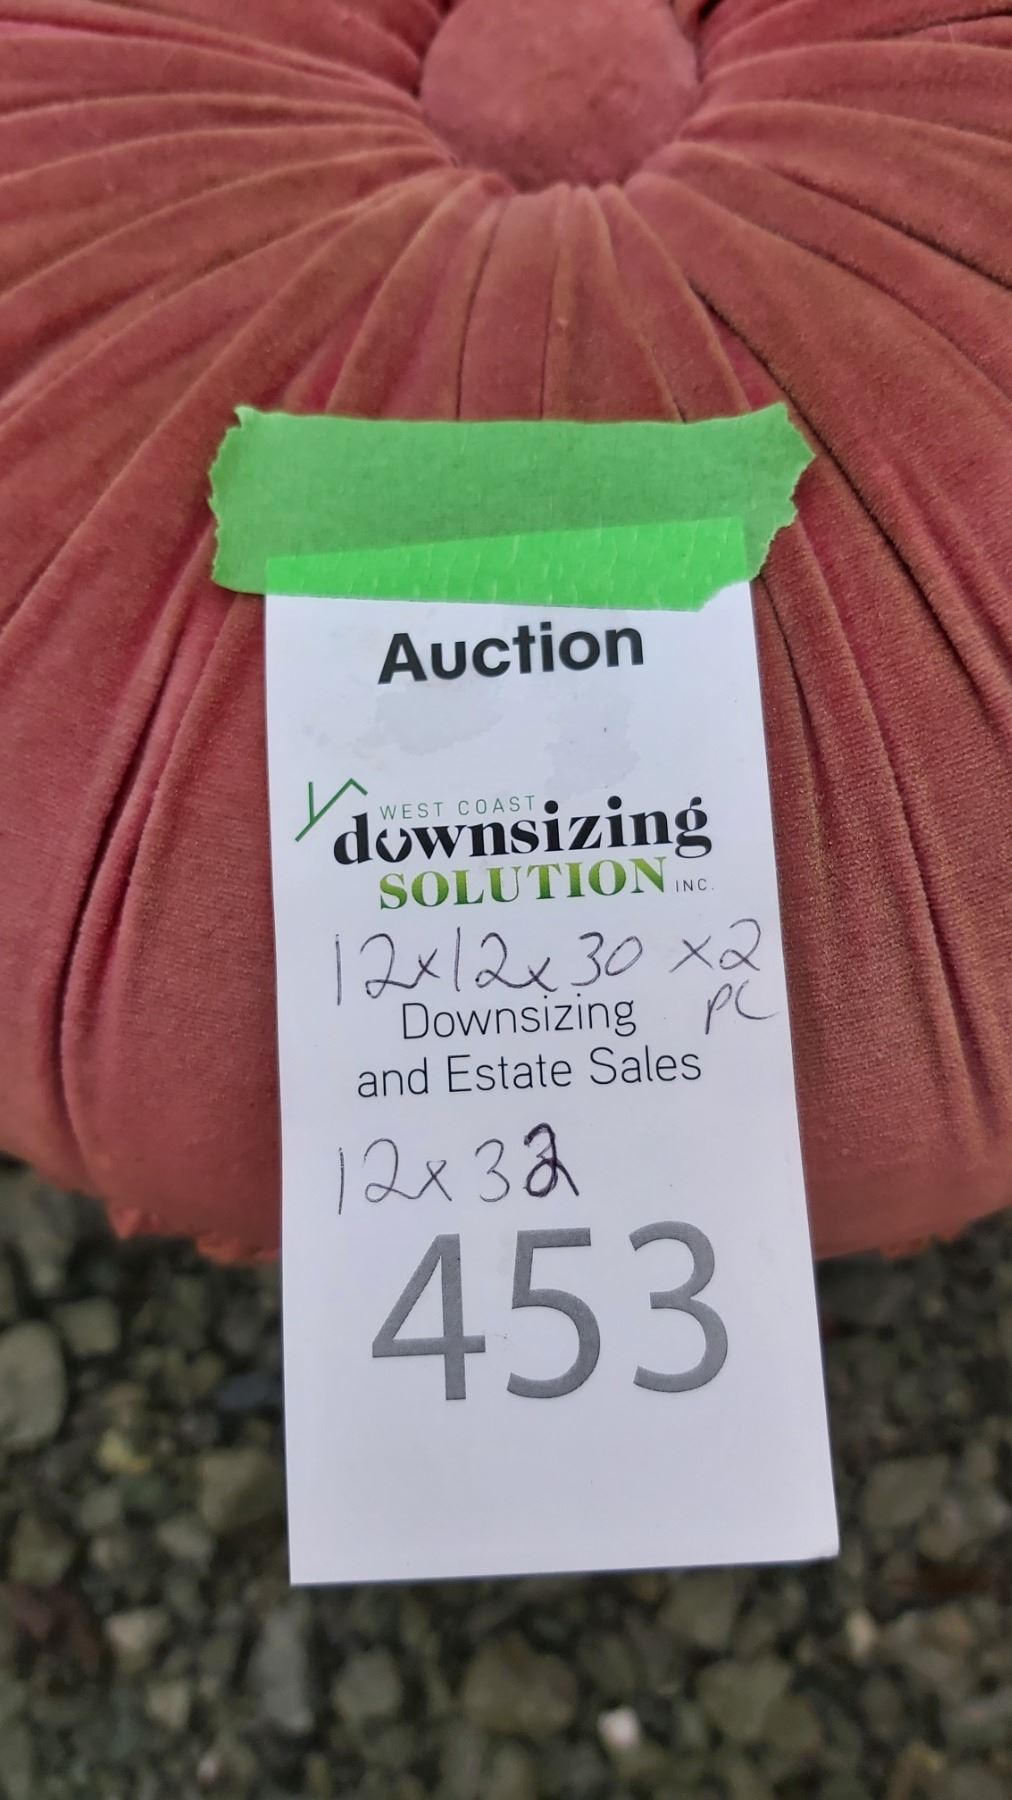 Auction
WEST COAST
downsizing
SOLUTION INC.
12x12x30 x2
pc
Downsizing
and Estate Sales
12x32
453